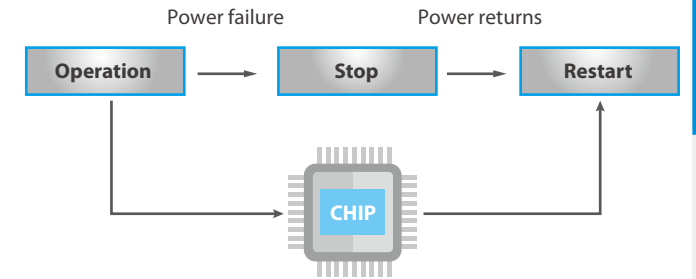 Power failure
Power returns
Operation
Stop
Restart
CHIP